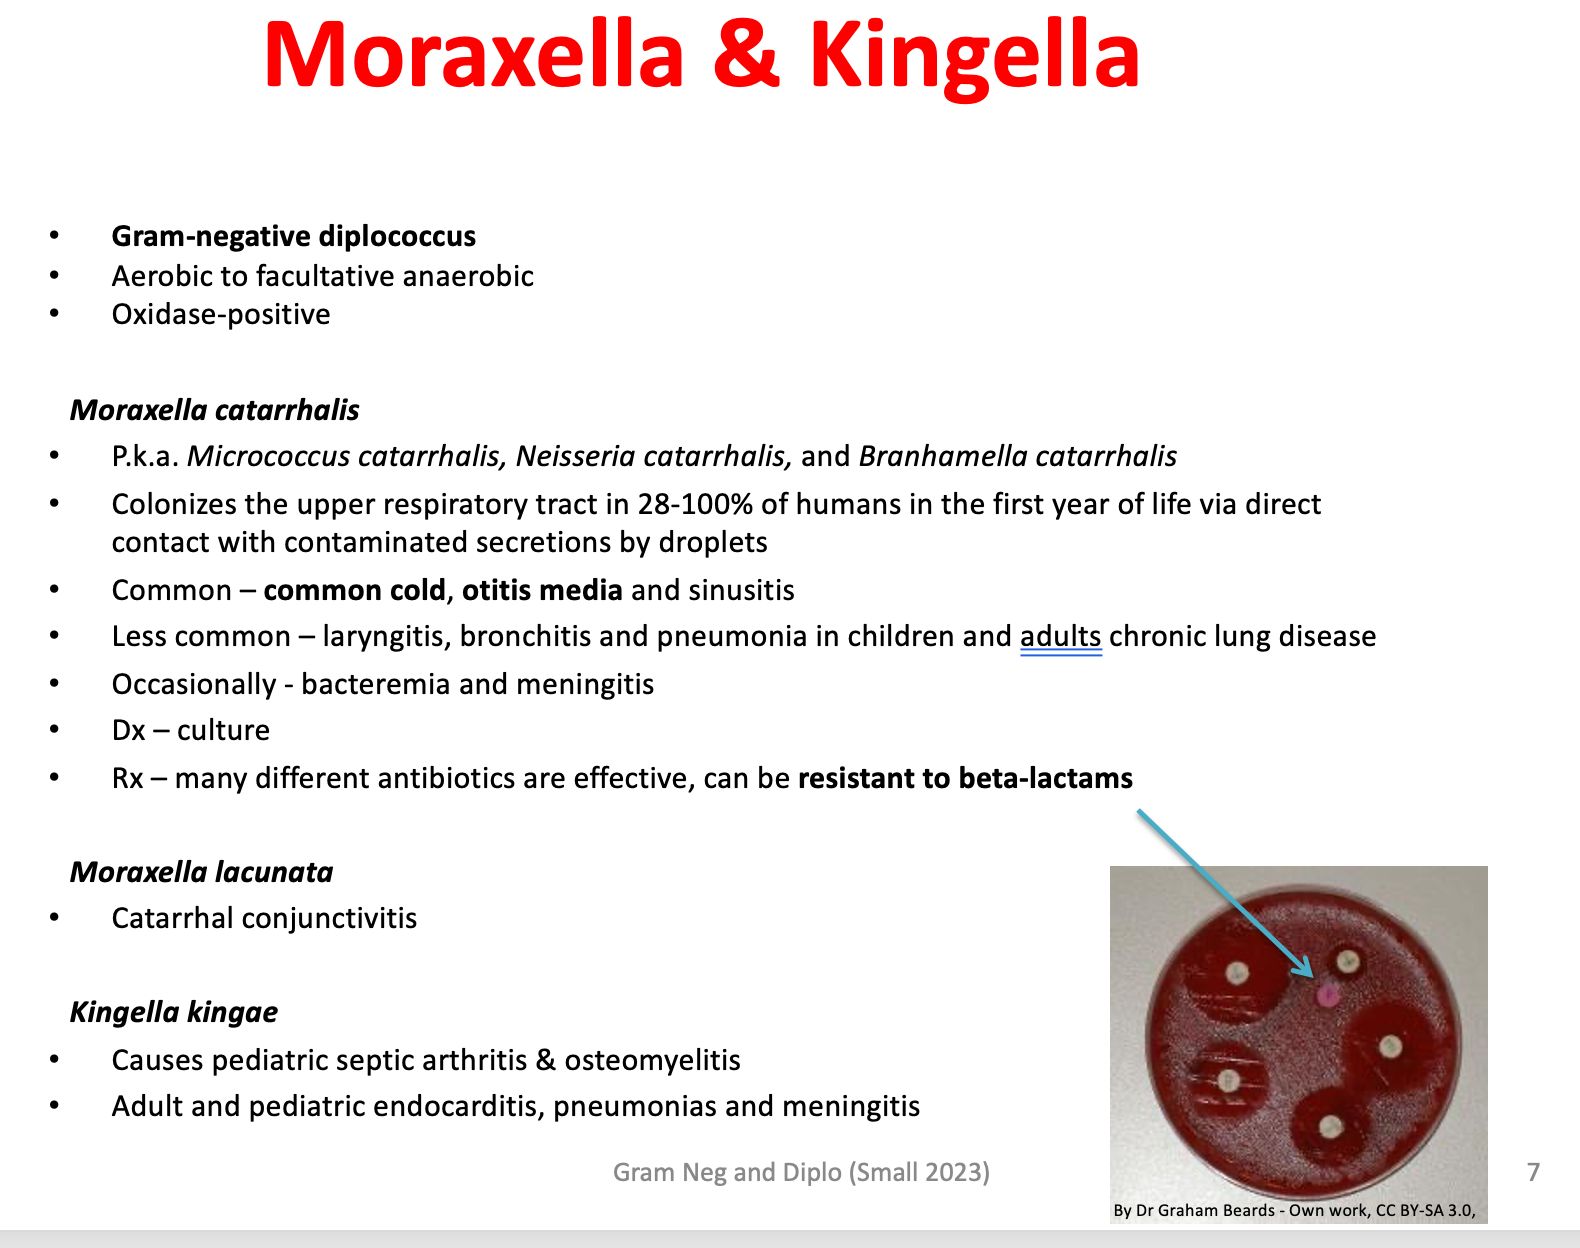 Moraxella & Kingella
• Gram-negative diplococcus
• Aerobic to facultative anaerobic
• Oxidase-positive
Moraxella catarrhalis
• P.k.a. Micrococcus catarrhalis, Neisseria catarrhalis, and Branhamella catarrhalis
• Colonizes the upper respiratory tract in 28-100% of humans in the first year of life via direct
contact with contaminated secretions by droplets
• Common – common cold, otitis media and sinusitis
• Less common – laryngitis, bronchitis and pneumonia in children and adults chronic lung disease
• Occasionally - bacteremia and meningitis
• Dx – culture
• Rx – many different antibiotics are effective, can be resistant to beta-lactams
Moraxella lacunata
• Catarrhal conjunctivitis
Kingella kingae
• Causes pediatric septic arthritis & osteomyelitis
• Adult and pediatric endocarditis, pneumonias and meningitis
Gram Neg and Diplo (Small 2023)
7
By Dr Graham Beards - Own work, CC BY-SA 3.0,